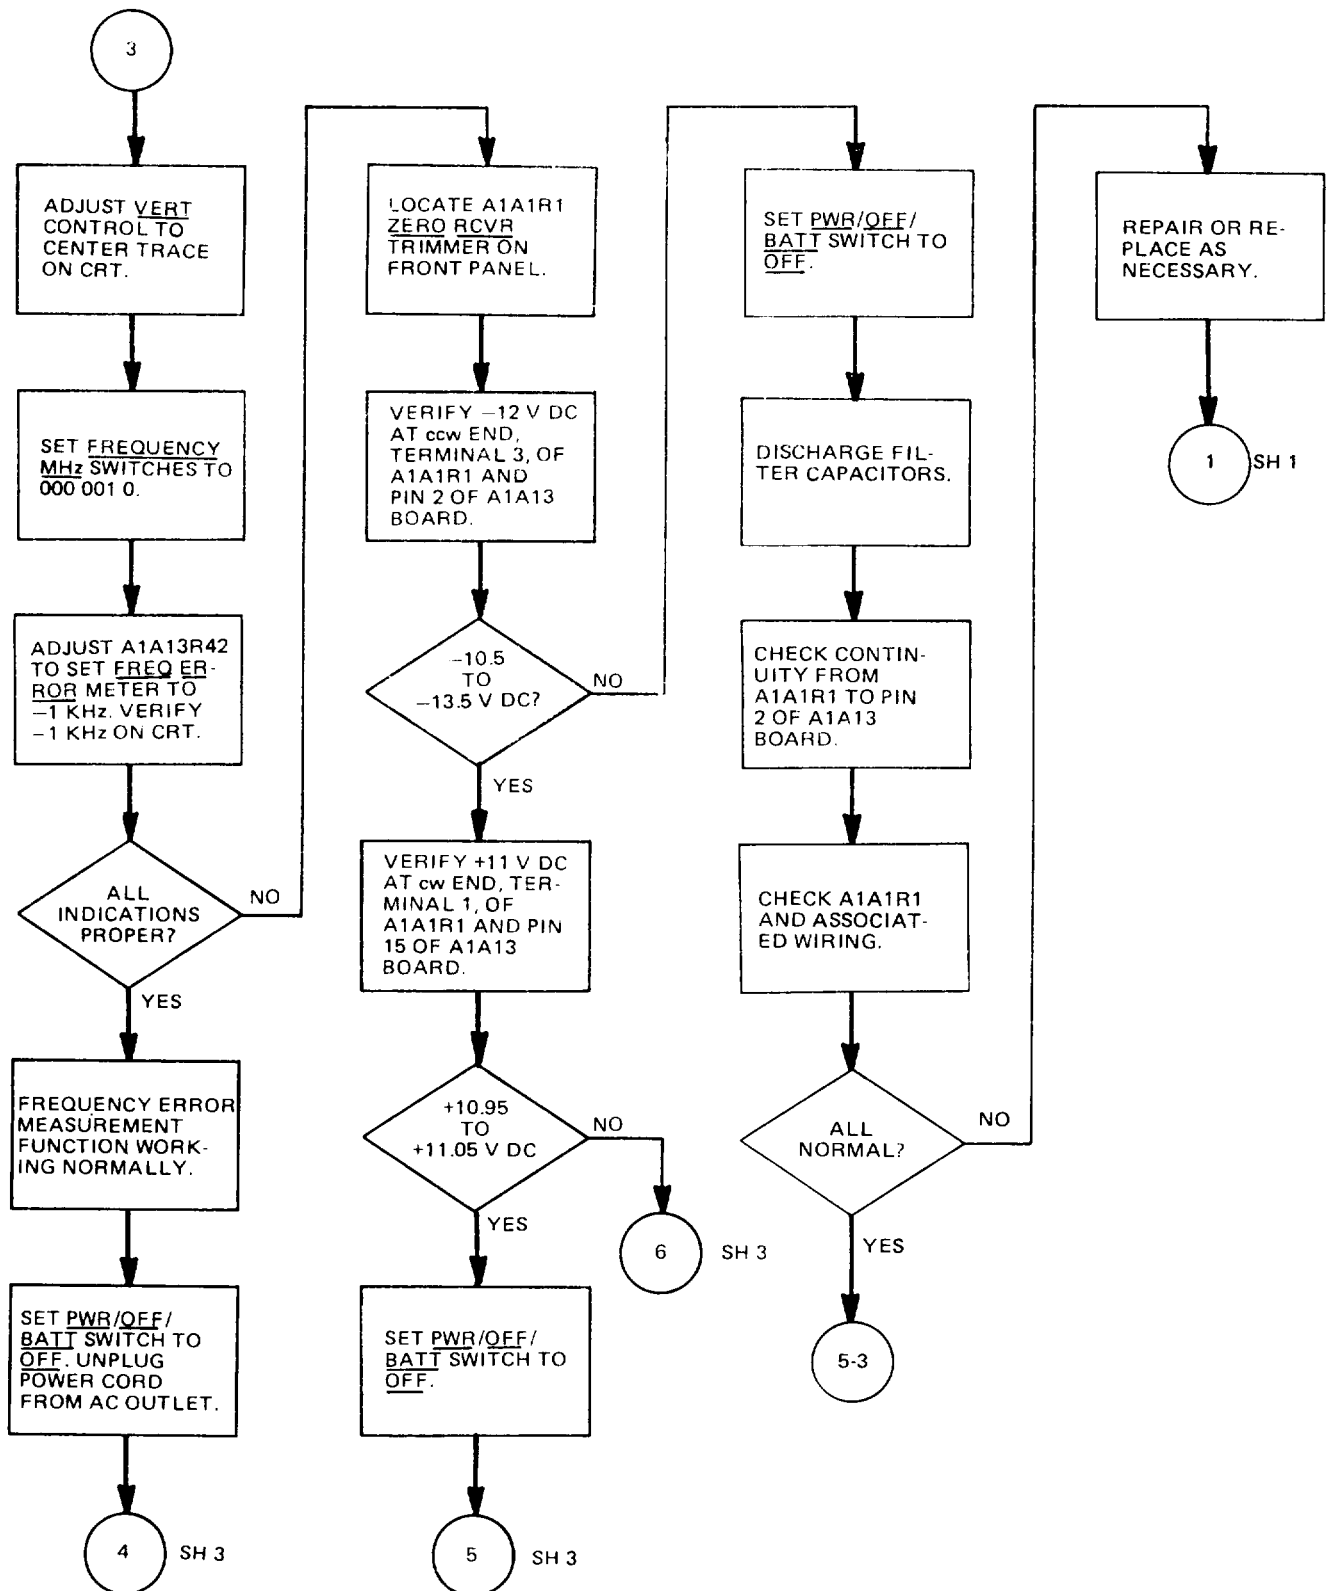 3
ADJUST VERT
CONTROL TO
CENTER TRACE
ON CRT.
SET FREQUENCY
MHz SWITCHES TO
000 001 0.
ADJUST A1A13R42
TO SET FREQ ER-
ROR METER TO
−1 KHz. VERIFY
−1 KHz ON CRT.
ALL
INDICATIONS
PROPER?
NO
YES
FREQUENCY ERROR
MEASUREMENT
FUNCTION WORK-
ING NORMALLY.
SET PWR/OFF/
BATT SWITCH TO
OFF. UNPLUG
POWER CORD
FROM AC OUTLET.
4
SH 3
LOCATE A1A1R1
ZERO RCVR
TRIMMER ON
FRONT PANEL.
VERIFY −12 V DC
AT ccw END,
TERMINAL 3, OF
A1A1R1 AND
PIN 2 OF A1A13
BOARD.
−10.5
TO
−13.5 V DC?
NO
YES
VERIFY +11 V DC
AT cw END, TER-
MINAL 1, OF
A1A1R1 AND PIN
15 OF A1A13
BOARD.
+10.95
TO
+11.05 V DC
NO
YES
6
SH 3
SET PWR/OFF/
BATT SWITCH TO
OFF.
5
SH 3
SET PWR/OFF/
BATT SWITCH TO
OFF.
DISCHARGE FIL-
TER CAPACITORS.
CHECK CONTIN-
UITY FROM
A1A1R1 TO PIN
2 OF A1A13
BOARD.
CHECK A1A1R1
AND ASSOCIAT-
ED WIRING.
ALL
NORMAL?
NO
YES
5-3
REPAIR OR RE-
PLACE AS
NECESSARY.
1
SH 1